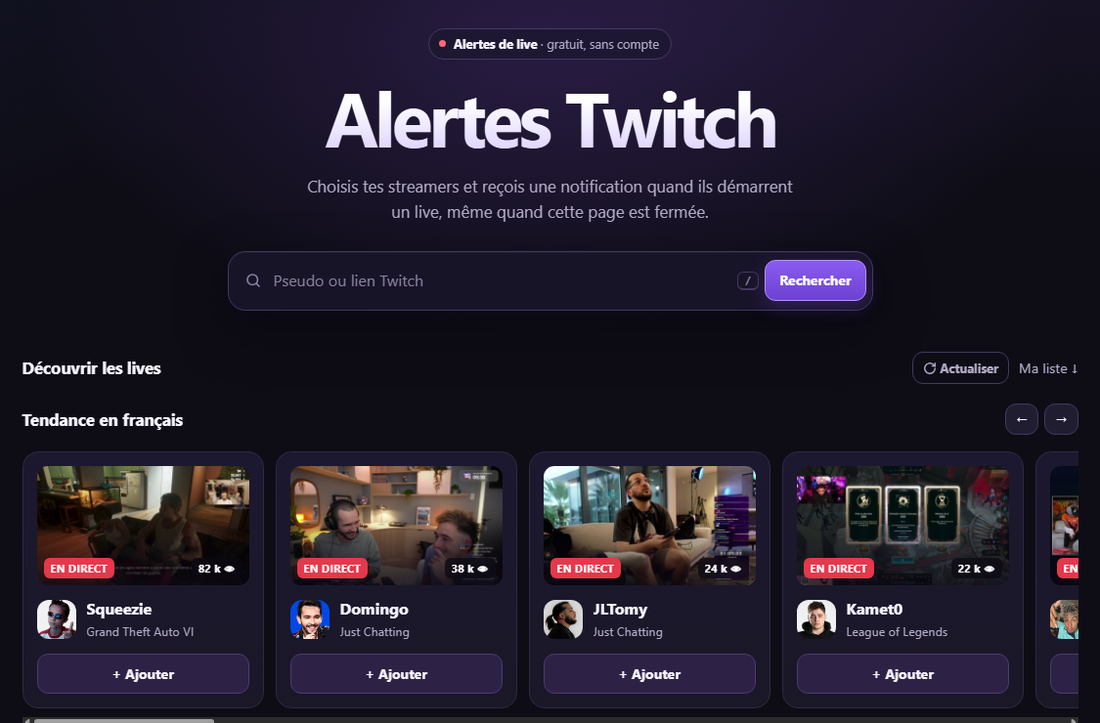 Alertes de live · gratuit, sans compte
Alertes Twitch
Choisis tes streamers et reçois une notification quand ils démarrent
un live, même quand cette page est fermée.
Pseudo ou lien Twitch
/
Rechercher
Découvrir les lives
Actualiser
Ma liste ↓
Tendance en français
← →
EN DIRECT
82 k
Squeezie
Grand Theft Auto VI
+ Ajouter
EN DIRECT
38 k
Domingo
Just Chatting
+ Ajouter
EN DIRECT
24 k
JLTomy
Just Chatting
+ Ajouter
EN DIRECT
22 k
Kamet0
League of Legends
+ Ajouter
EN